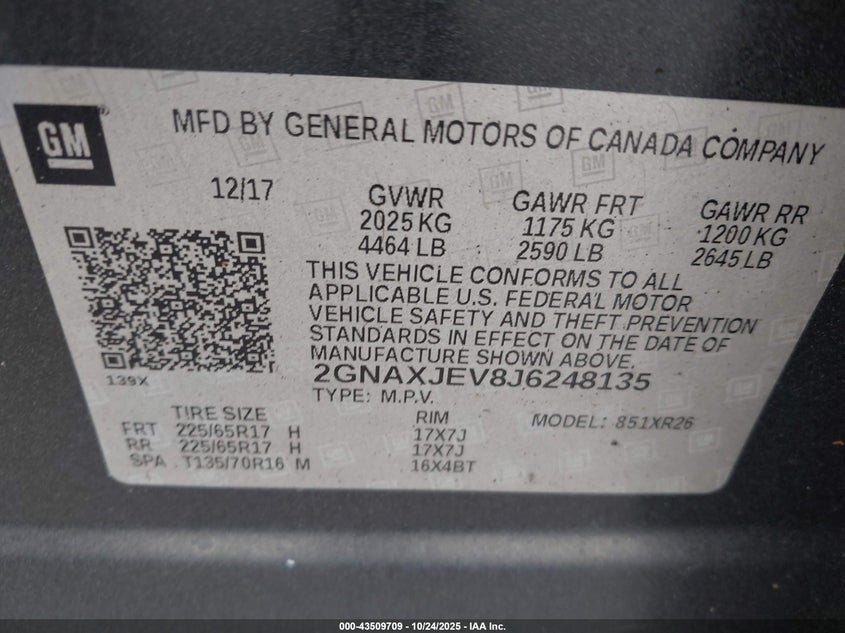 GM ®
MFD BY GENERAL MOTORS OF CANADA COMPANY
12/17 GVWR GAWR FRT GAWR RR
2025 KG 1175 KG 1200 KG
4464 LB 2590 LB 2645 LB
THIS VEHICLE CONFORMS TO ALL
APPLICABLE U.S. FEDERAL MOTOR
VEHICLE SAFETY AND THEFT PREVENTION
STANDARDS IN EFFECT ON THE DATE OF
MANUFACTURE SHOWN ABOVE.
139X
2GNAXJEV8J6248135
TYPE: M.P.V.
TIRE SIZE RIM MODEL: 851XR26
FRT 225/65R17 H 17X7J
RR 225/65R17 H 17X7J
SPA T135/70R16 M 16X4BT
000-43509709 - 10/24/2025 - IAA Inc.